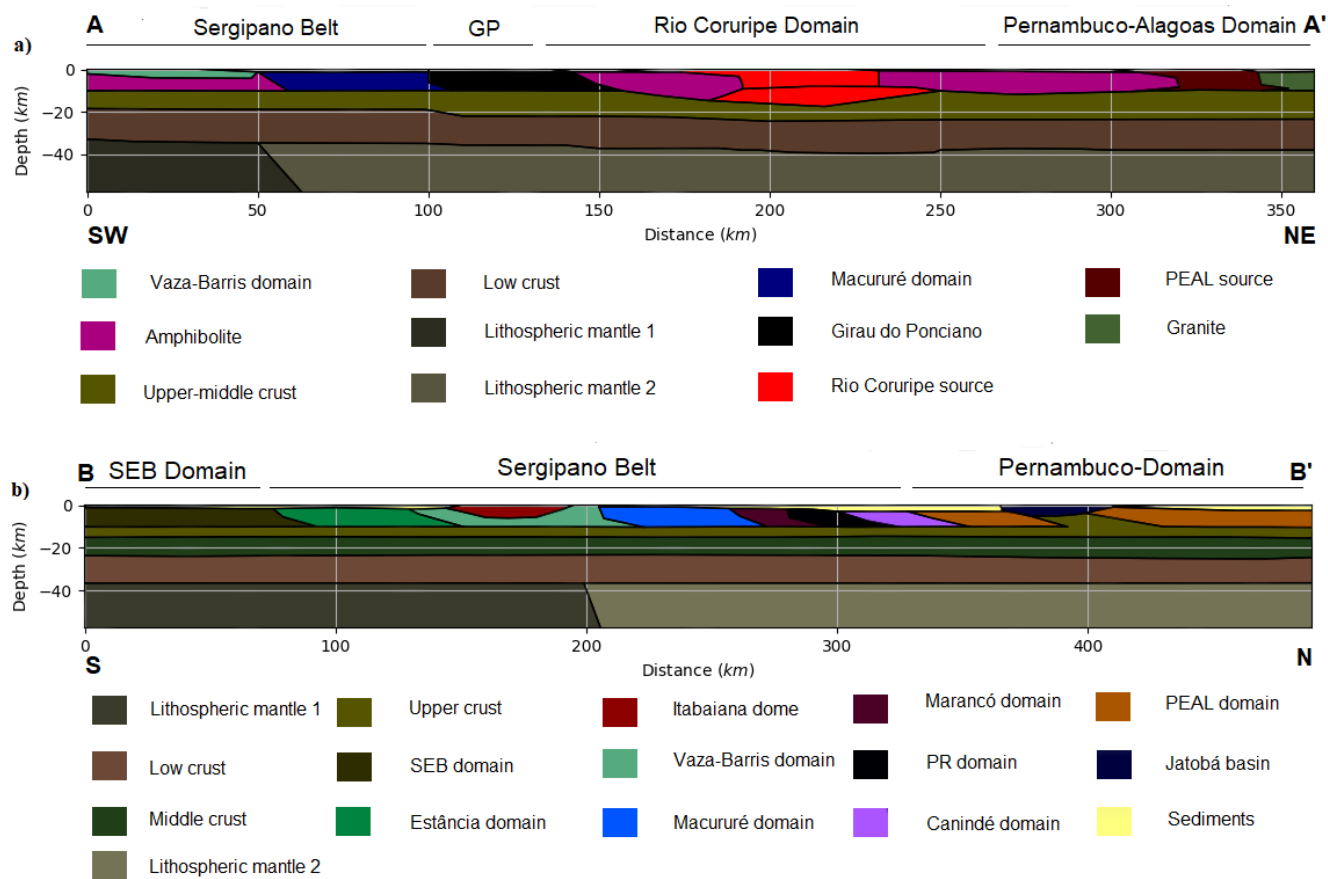 A Sergipano Belt GP Rio Coruripe Domain Pernambuco-Alagoas Domain A'
a)
0
−20
−40
Depth (km)
0 50 100 150 200 250 300 350
SW Distance (km) NE
Vaza-Barris domain Low crust Macururé domain PEAL source
Amphibolite Lithospheric mantle 1 Girau do Ponciano Granite
Upper-middle crust Lithospheric mantle 2 Rio Coruripe source
B SEB Domain Sergipano Belt Pernambuco-Domain B'
b)
0
−20
−40
Depth (km)
0 100 200 300 400
S Distance (km) N
Lithospheric mantle 1 Upper crust Itabaiana dome Marancó domain PEAL domain
Low crust SEB domain Vaza-Barris domain PR domain Jatobá basin
Middle crust Estância domain Macururé domain Canindé domain Sediments
Lithospheric mantle 2